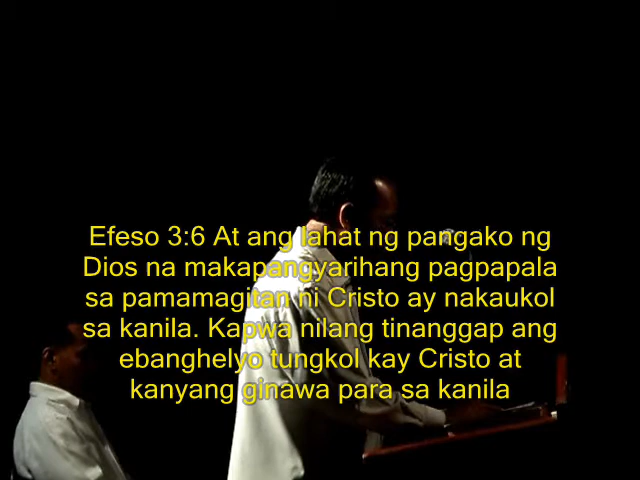 Efeso 3:6 At ang lahat ng pangako ng
Dios na makapangyarihang pagpapala
sa pamamagitan ni Cristo ay nakaukol
sa kanila. Kapwa nilang tinanggap ang
ebanghelyo tungkol kay Cristo at
kanyang ginawa para sa kanila